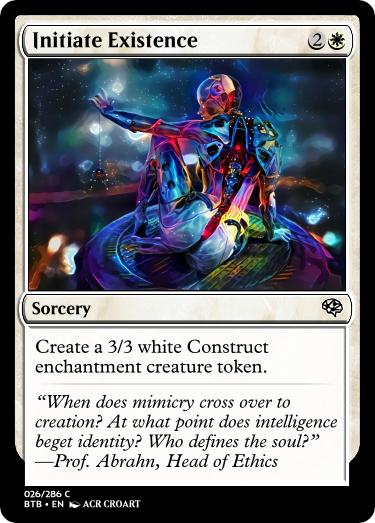 Initiate Existence 2
Sorcery
Create a 3/3 white Construct
enchantment creature token.
“When does mimicry cross over to
creation? At what point does intelligence
beget identity? Who defines the soul?”
—Prof. Abrahn, Head of Ethics
026/286 C
BTB • EN ACR CROART